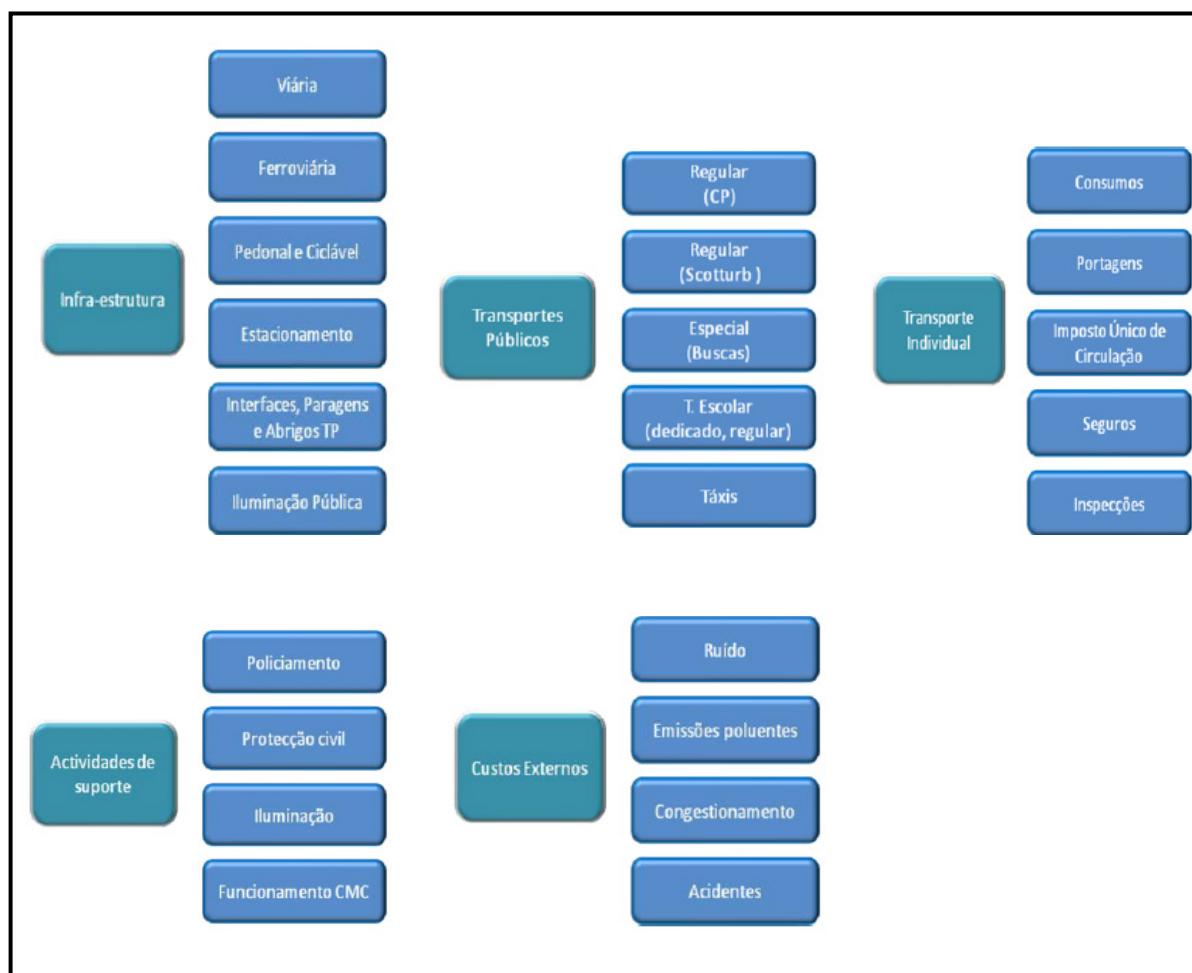 Infra-estrutura
Viária
Ferroviária
Pedonal e Ciclável
Estacionamento
Interfaces, Paragens
e Abrigos TP
Iluminação Pública
Transportes
Públicos
Regular
(CP)
Regular
(Scotturb )
Especial
(Buscas)
T. Escolar
(dedicado, regular)
Táxis
Transporte
Individual
Consumos
Portagens
Imposto Único de
Circulação
Seguros
Inspecções
Actividades de
suporte
Policiamento
Protecção civil
Iluminação
Funcionamento CMC
Custos Externos
Ruído
Emissões poluentes
Congestionamento
Acidentes